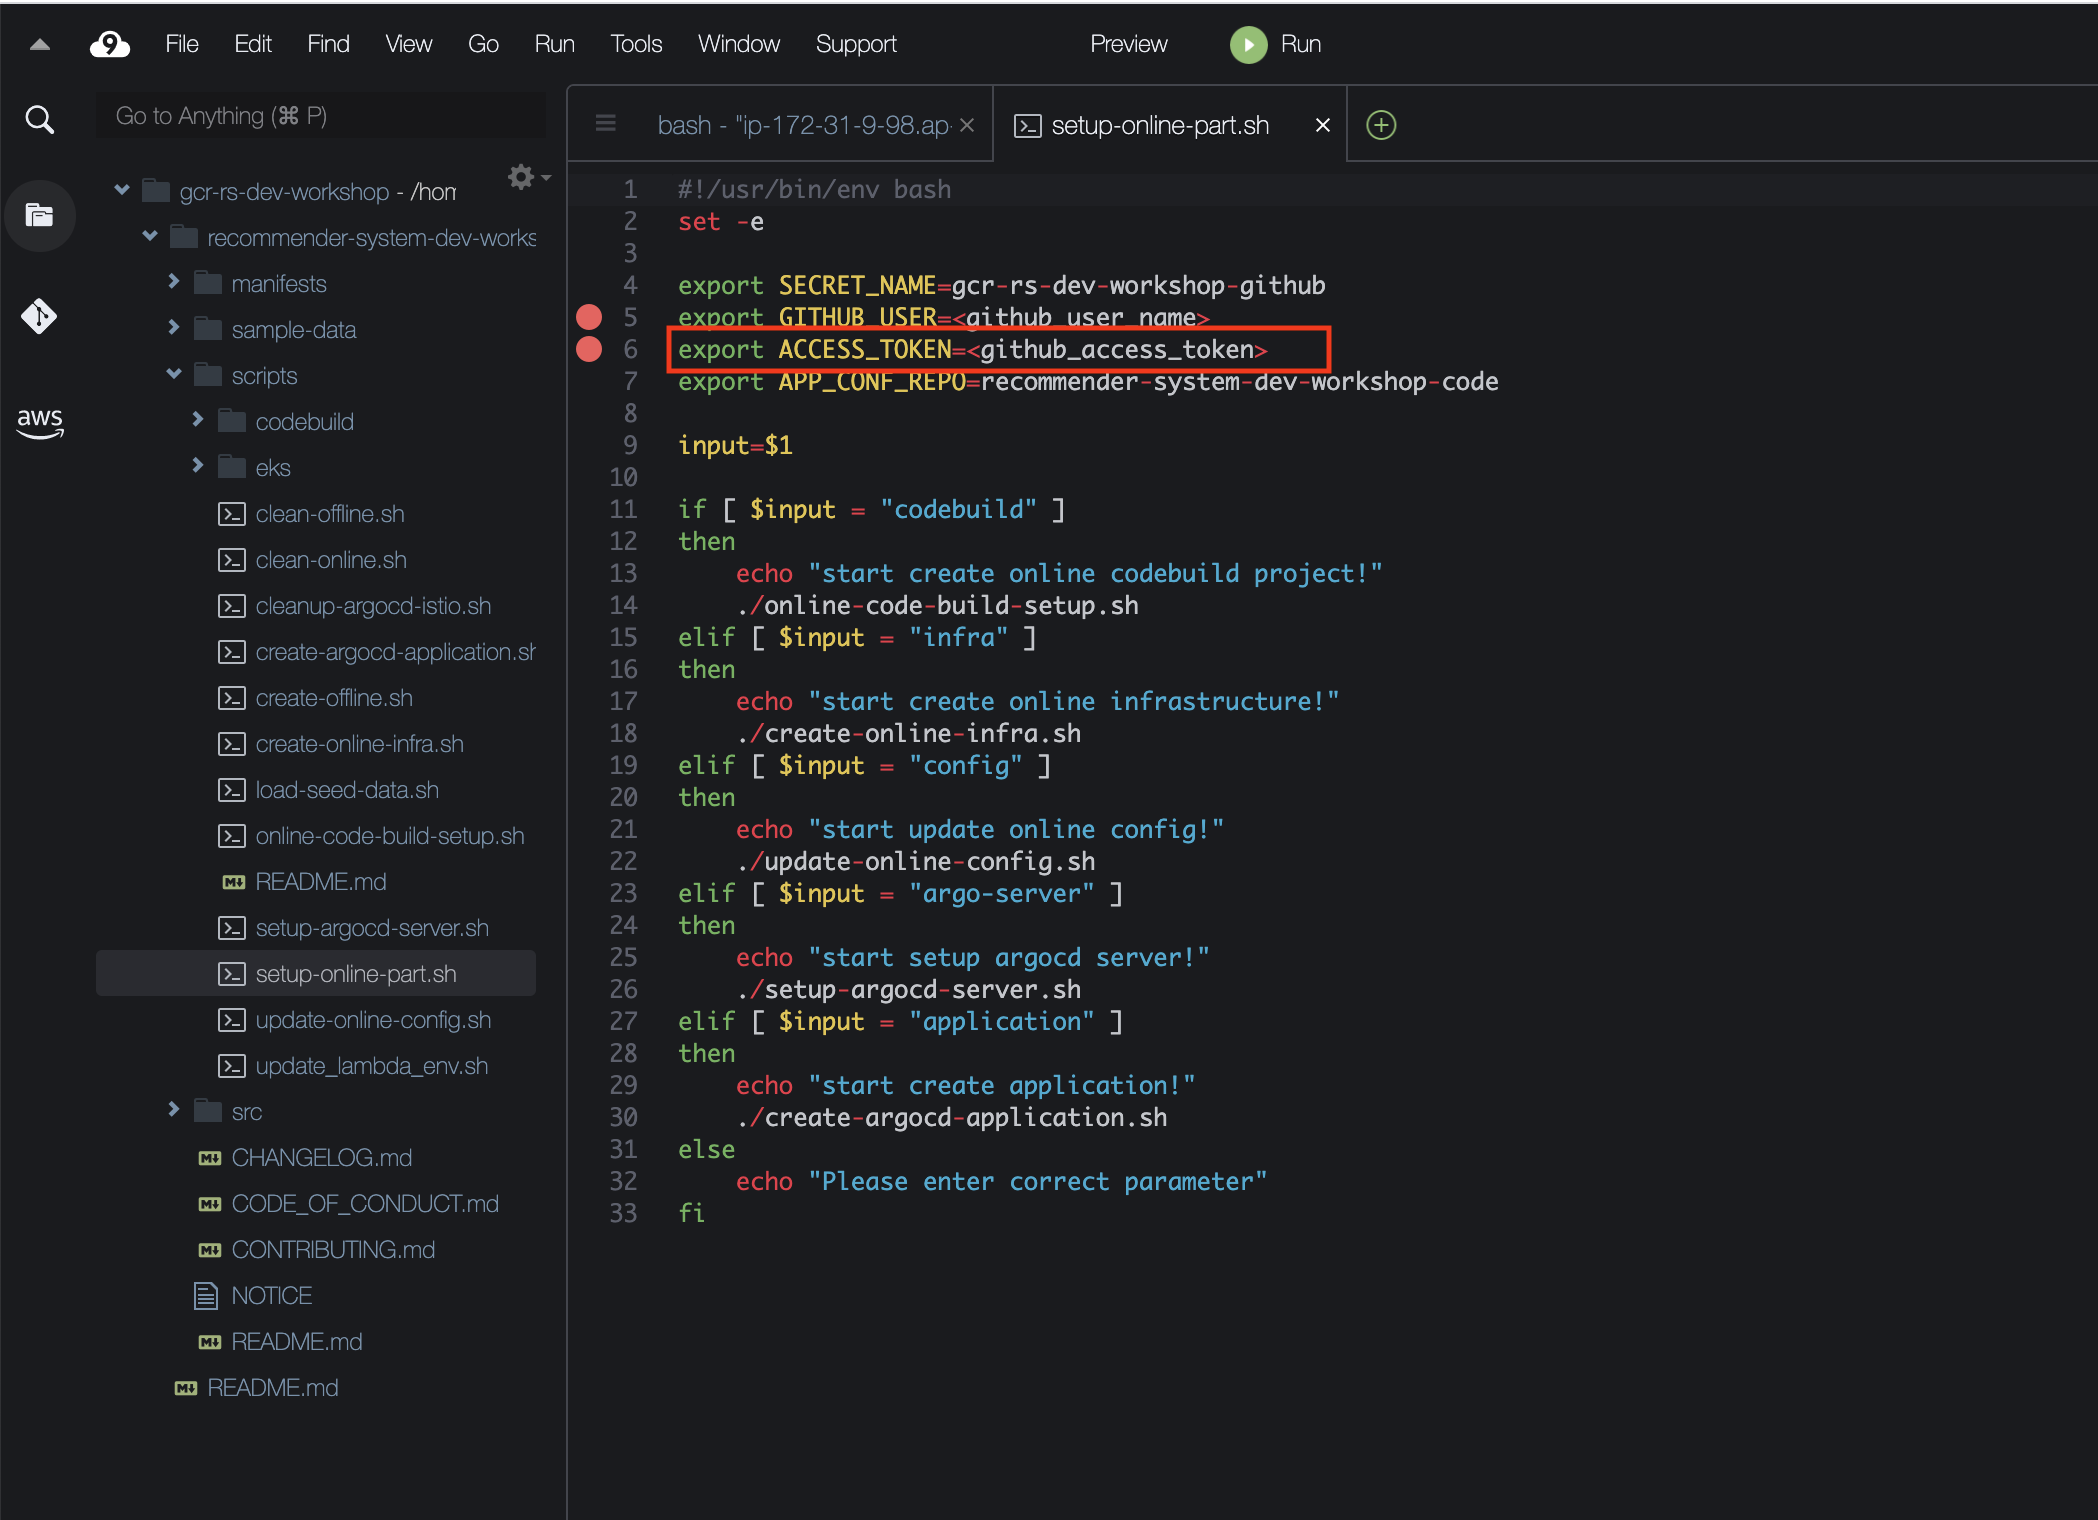 File Edit Find View Go Run Tools Window Support Preview Run
Go to Anything (⌘ P)
bash - "ip-172-31-9-98.ap-
setup-online-part.sh
gcr-rs-dev-workshop - /hom
recommender-system-dev-works
manifests
sample-data
scripts
codebuild
eks
clean-offline.sh
clean-online.sh
cleanup-argocd-istio.sh
create-argocd-application.sh
create-offline.sh
create-online-infra.sh
load-seed-data.sh
online-code-build-setup.sh
README.md
setup-argocd-server.sh
setup-online-part.sh
update-online-config.sh
update_lambda_env.sh
src
CHANGELOG.md
CODE_OF_CONDUCT.md
CONTRIBUTING.md
NOTICE
README.md
README.md
aws
1 #!/usr/bin/env bash
2 set -e
3
4 export SECRET_NAME=gcr-rs-dev-workshop-github
5 export GITHUB_USER=<github_user_name>
6 export ACCESS_TOKEN=<github_access_token>
7 export APP_CONF_REPO=recommender-system-dev-workshop-code
8
9 input=$1
10
11 if [ $input = "codebuild" ]
12 then
13     echo "start create online codebuild project!"
14     ./online-code-build-setup.sh
15 elif [ $input = "infra" ]
16 then
17     echo "start create online infrastructure!"
18     ./create-online-infra.sh
19 elif [ $input = "config" ]
20 then
21     echo "start update online config!"
22     ./update-online-config.sh
23 elif [ $input = "argo-server" ]
24 then
25     echo "start setup argocd server!"
26     ./setup-argocd-server.sh
27 elif [ $input = "application" ]
28 then
29     echo "start create application!"
30     ./create-argocd-application.sh
31 else
32     echo "Please enter correct parameter"
33 fi